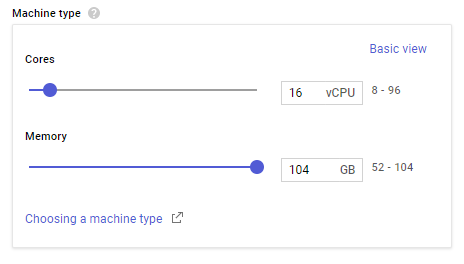 Machine type ?
Basic view
Cores
16 vCPU 8 - 96
Memory
104 GB 52 - 104
Choosing a machine type